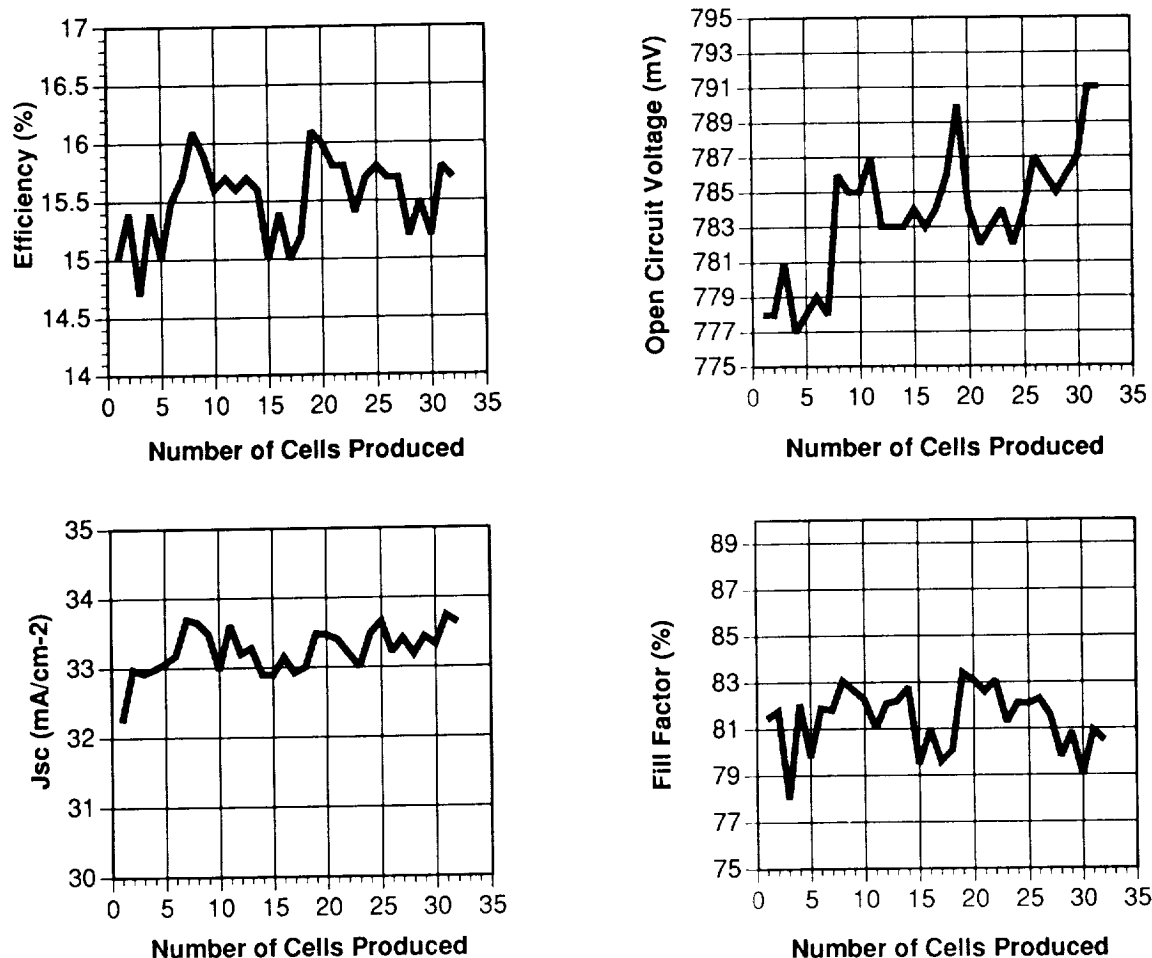 Efficiency (%)
17
16.5
16
15.5
15
14.5
14
0 5 10 15 20 25 30 35
Number of Cells Produced
Open Circuit Voltage (mV)
795
793
791
789
787
785
783
781
779
777
775
0 5 10 15 20 25 30 35
Number of Cells Produced
Jsc (mA/cm-2)
35
34
33
32
31
30
0 5 10 15 20 25 30 35
Number of Cells Produced
Fill Factor (%)
89
87
85
83
81
79
77
75
0 5 10 15 20 25 30 35
Number of Cells Produced